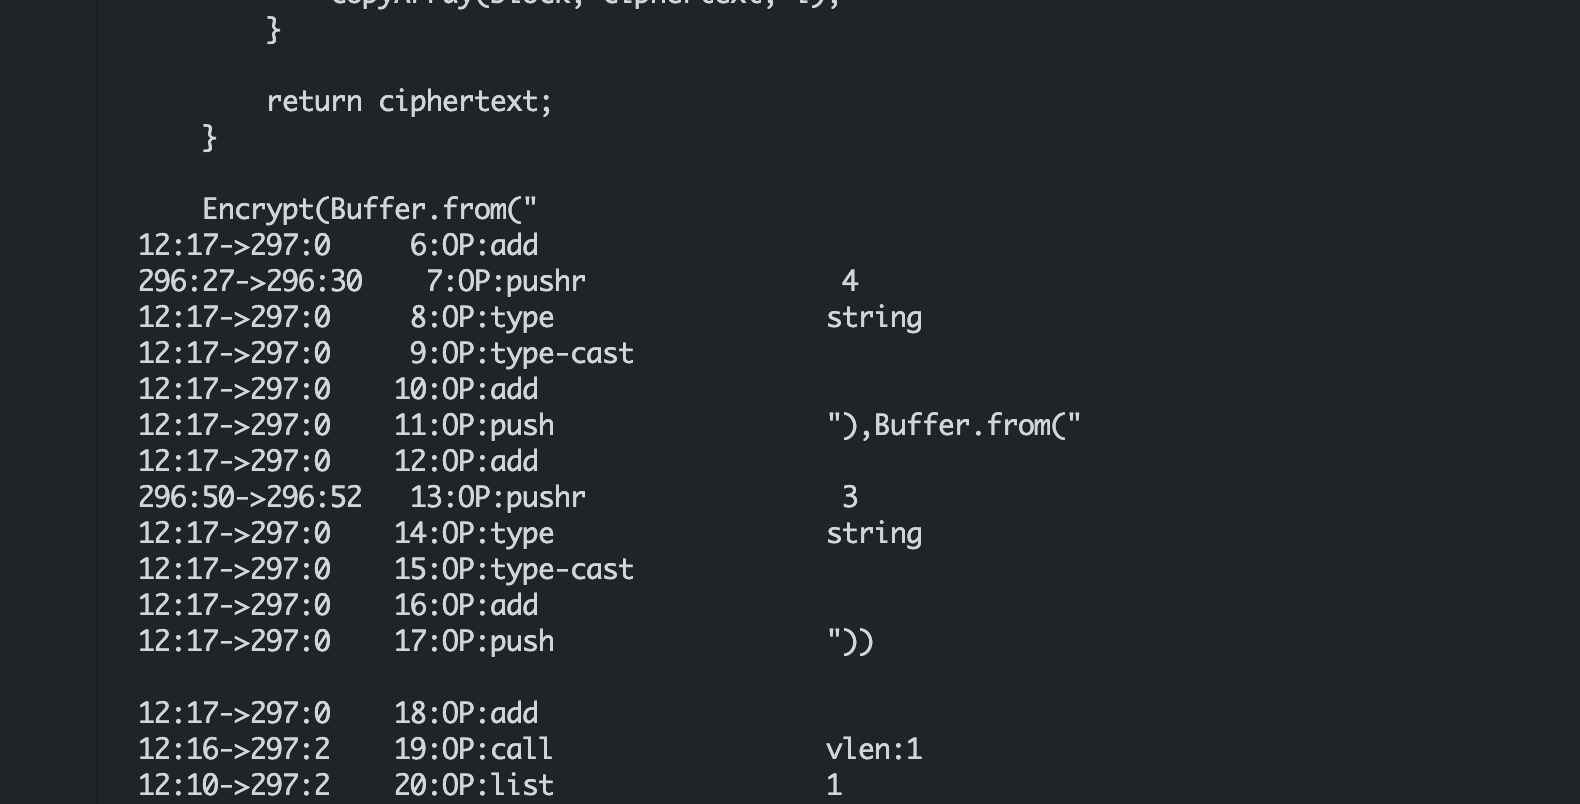 }
return ciphertext;
}
Encrypt(Buffer.from("
12:17->297:0 6:OP:add
296:27->296:30 7:OP:pushr 4
12:17->297:0 8:OP:type string
12:17->297:0 9:OP:type-cast
12:17->297:0 10:OP:add
12:17->297:0 11:OP:push "),Buffer.from("
12:17->297:0 12:OP:add
296:50->296:52 13:OP:pushr 3
12:17->297:0 14:OP:type string
12:17->297:0 15:OP:type-cast
12:17->297:0 16:OP:add
12:17->297:0 17:OP:push "))
12:17->297:0 18:OP:add
12:16->297:2 19:OP:call vlen:1
12:10->297:2 20:OP:list 1